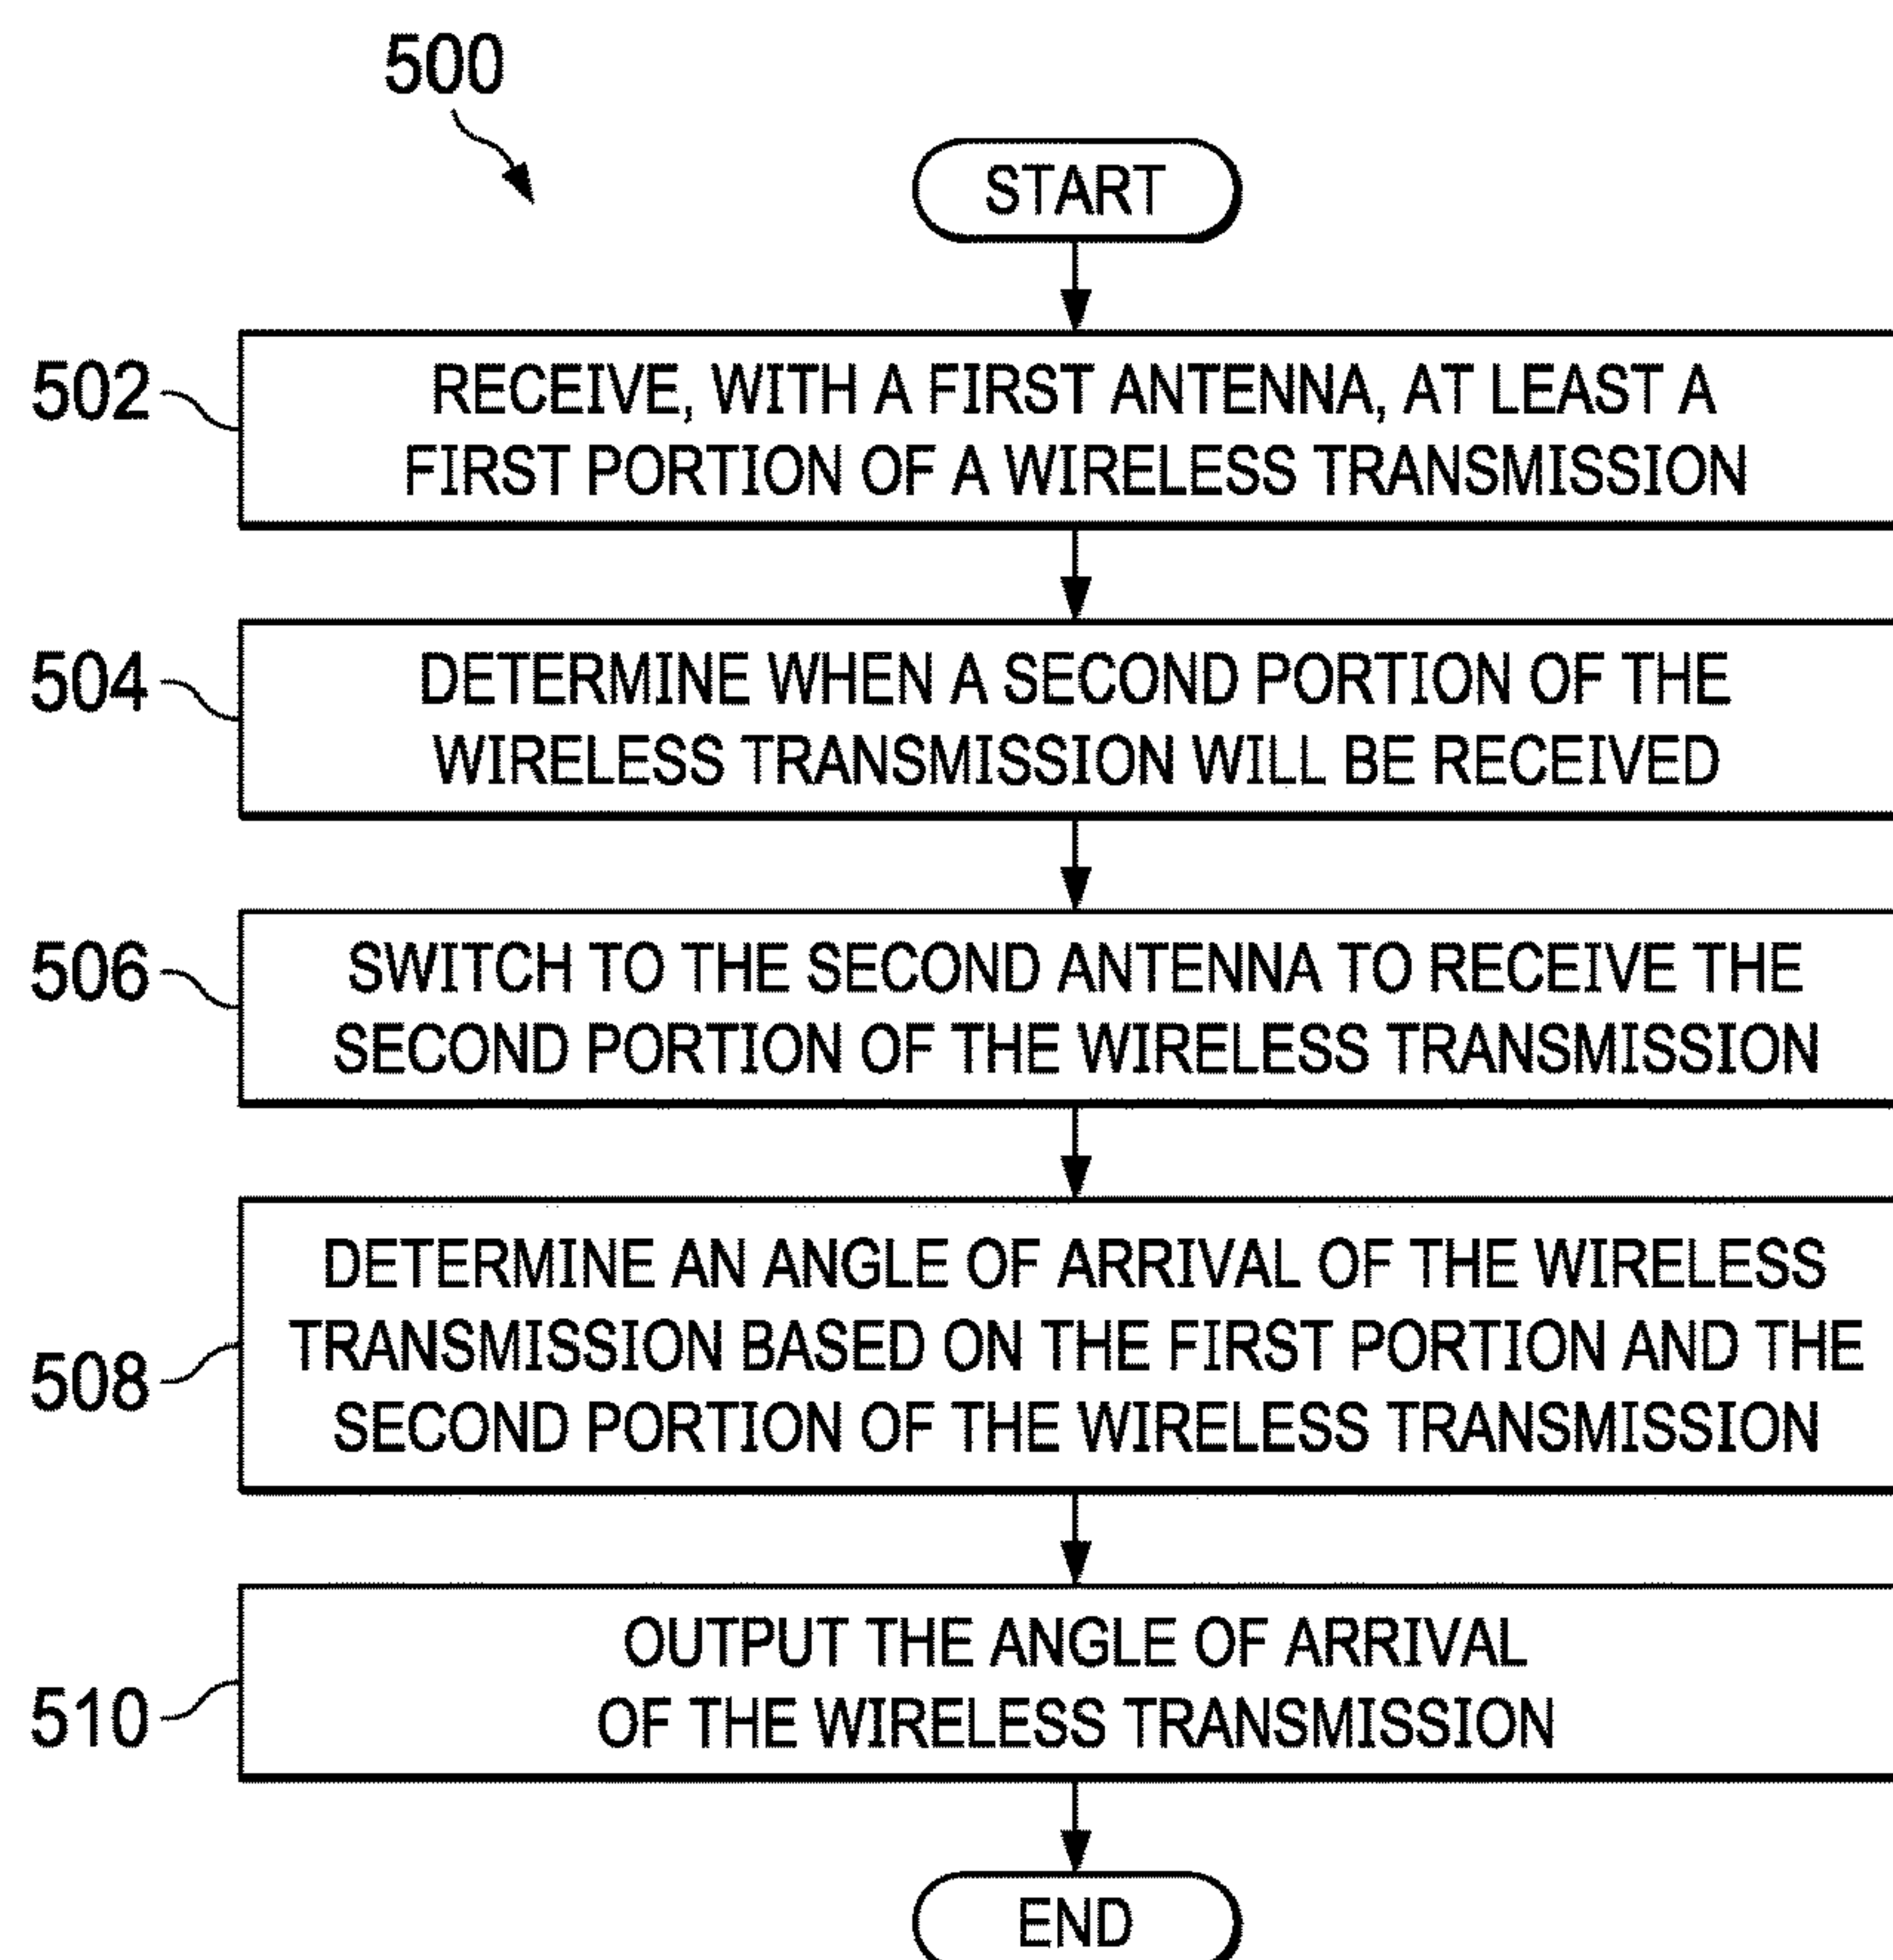 500
START
502
RECEIVE, WITH A FIRST ANTENNA, AT LEAST A
FIRST PORTION OF A WIRELESS TRANSMISSION
504
DETERMINE WHEN A SECOND PORTION OF THE
WIRELESS TRANSMISSION WILL BE RECEIVED
506
SWITCH TO THE SECOND ANTENNA TO RECEIVE THE
SECOND PORTION OF THE WIRELESS TRANSMISSION
508
DETERMINE AN ANGLE OF ARRIVAL OF THE WIRELESS
TRANSMISSION BASED ON THE FIRST PORTION AND THE
SECOND PORTION OF THE WIRELESS TRANSMISSION
510
OUTPUT THE ANGLE OF ARRIVAL
OF THE WIRELESS TRANSMISSION
END